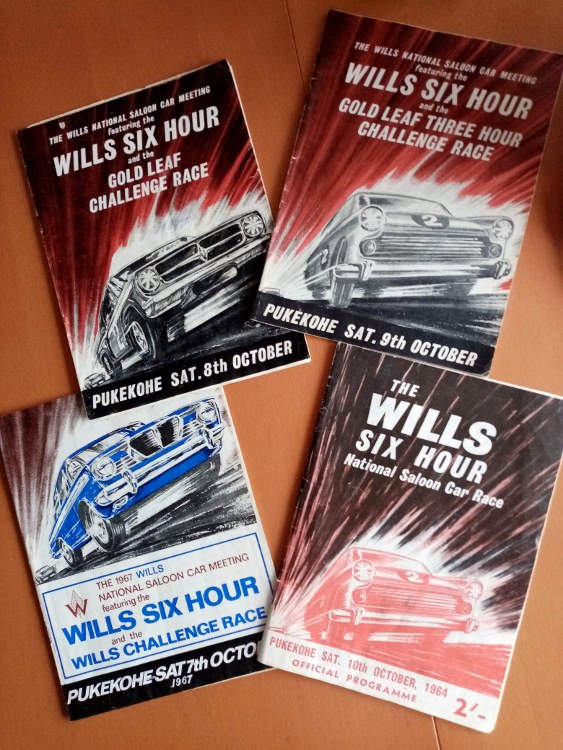 THE WILLS NATIONAL SALOON CAR MEETING
featuring the
WILLS SIX HOUR
and the
GOLD LEAF
CHALLENGE RACE
PUKEKOHE SAT. 8th OCTOBER
THE WILLS NATIONAL SALOON CAR MEETING
featuring the
WILLS SIX HOUR
and the
GOLD LEAF THREE HOUR
CHALLENGE RACE
2
2
PUKEKOHE SAT. 9th OCTOBER
THE 1967 WILLS
NATIONAL SALOON CAR MEETING
W
featuring the
WILLS SIX HOUR
and the
WILLS CHALLENGE RACE
PUKEKOHE-SAT 7th OCTO
1967
THE
WILLS
SIX HOUR
National Saloon Car Race
2
PUKEKOHE SAT. 10th OCTOBER, 1964
OFFICIAL PROGRAMME
2/-